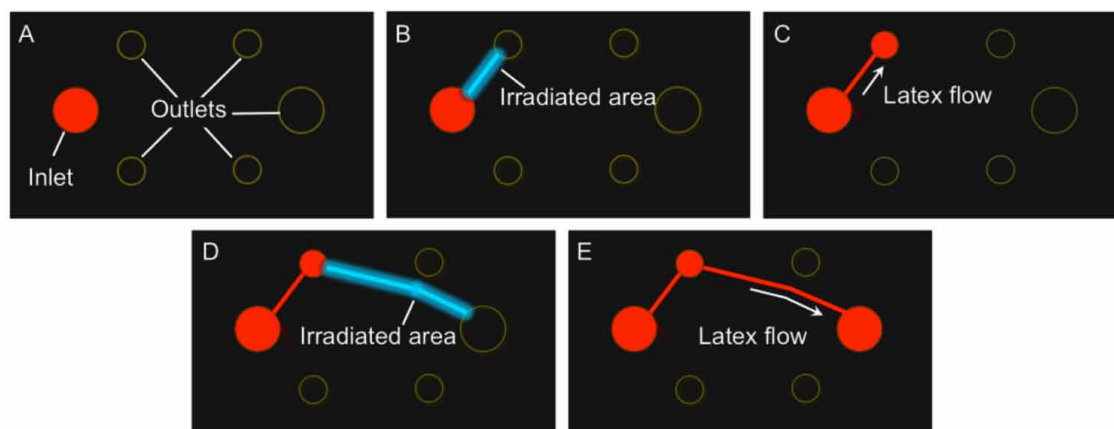 A
Outlets
Inlet
B
Irradiated area
C
Latex flow
D
Irradiated area
E
Latex flow